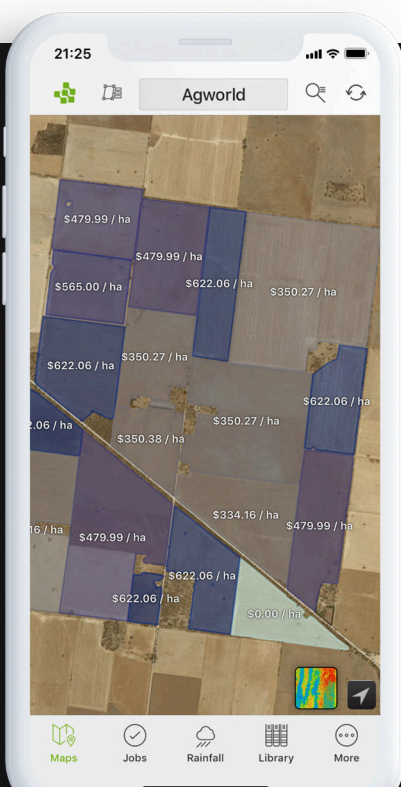 21:25
Agworld
$479.99 / ha
$479.99 / ha
$565.00 / ha
$622.06 / ha
$350.27 / ha
$622.06 / ha
$350.27 / ha
$622.06 / ha
2.06 / ha
$350.27 / ha
$350.38 / ha
16 / ha
$334.16 / ha
$479.99 / ha
$479.99 / ha
$622.06 / ha
$622.06 / ha
$0.00 / ha
Maps
Jobs
Rainfall
Library
More